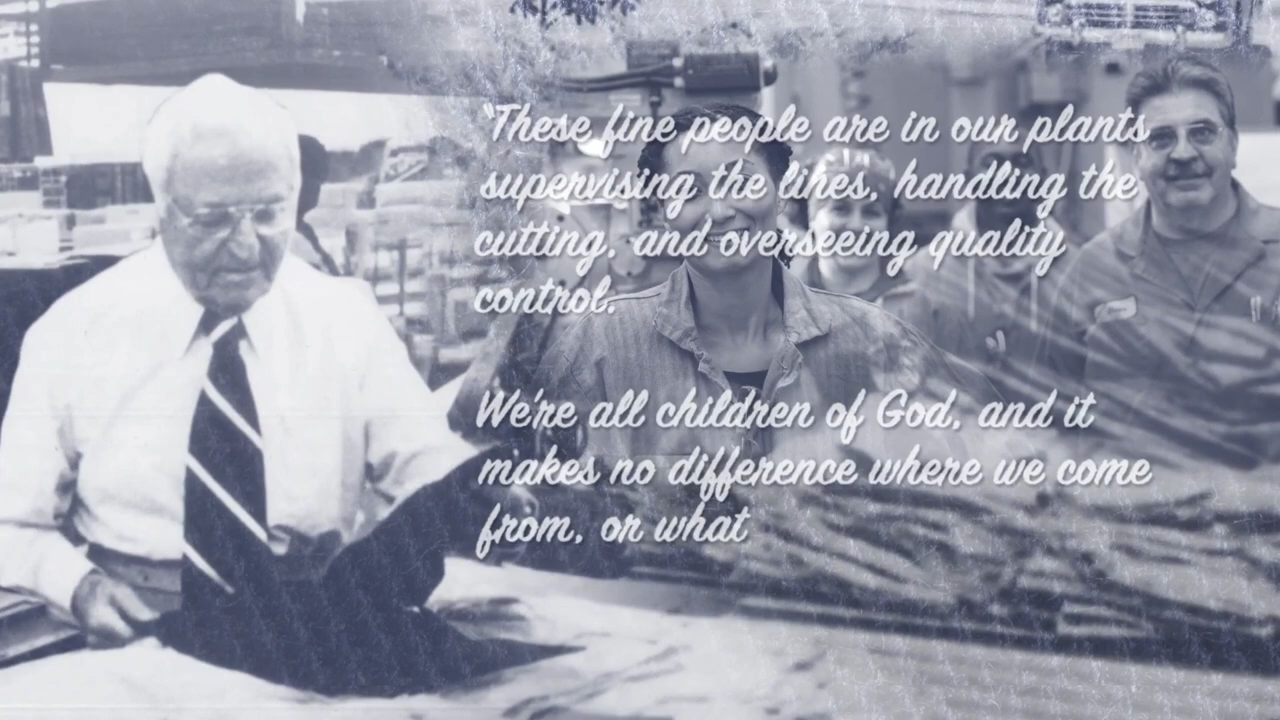 “These fine people are in our plants
supervising the lines, handling the
cutting, and overseeing quality
control.
We're all children of God, and it
makes no difference where we come
from, or what